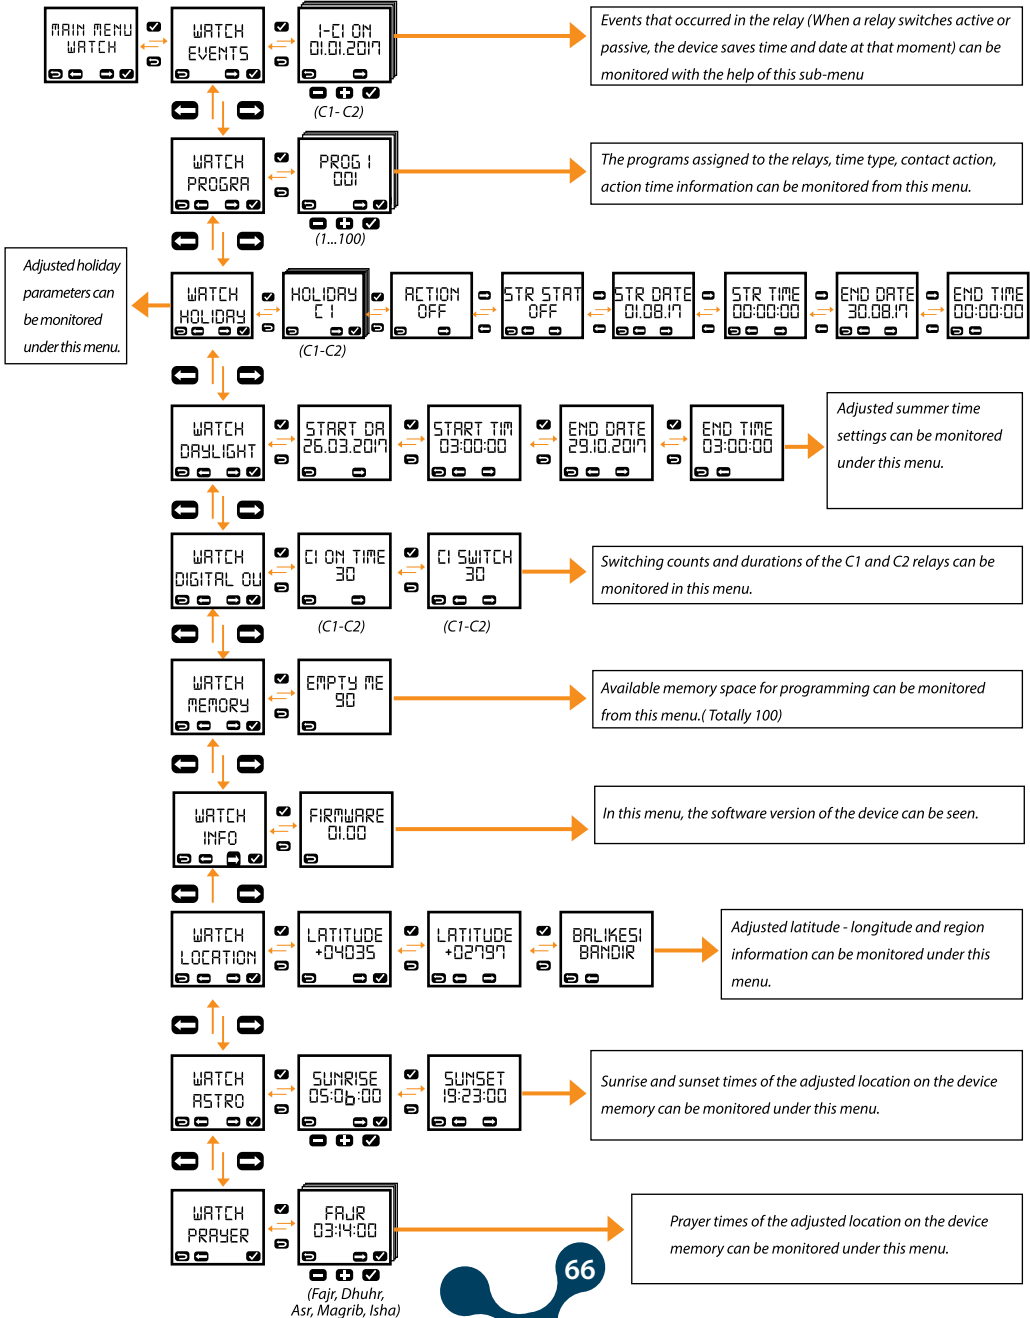 MAIN MENU
WATCH
WATCH
EVENTS
1-C1 ON
01.01.2017
(C1- C2)
Events that occurred in the relay (When a relay switches active or
passive, the device saves time and date at that moment) can be
monitored with the help of this sub-menu
WATCH
PROGRA
PROG 1
001
(1...100)
The programs assigned to the relays, time type, contact action,
action time information can be monitored from this menu.
Adjusted holiday
parameters can
be monitored
under this menu.
WATCH
HOLIDAY
HOLIDAY
C1
(C1-C2)
ACTION
OFF
STR STAT
OFF
STR DATE
01.08.17
STR TIME
00:00:00
END DATE
30.08.17
END TIME
00:00:00
WATCH
DAYLIGHT
START DA
26.03.2017
START TIM
03:00:00
END DATE
29.10.2017
END TIME
03:00:00
Adjusted summer time
settings can be monitored
under this menu.
WATCH
DIGITAL OU
C1 ON TIME
30
(C1-C2)
C1 SWITCH
30
(C1-C2)
Switching counts and durations of the C1 and C2 relays can be
monitored in this menu.
WATCH
MEMORY
EMPTY ME
90
Available memory space for programming can be monitored
from this menu.( Totally 100)
WATCH
INFO
FIRMWARE
01.00
In this menu, the software version of the device can be seen.
WATCH
LOCATION
LATITUDE
+04035
LATITUDE
+02797
BALIKESI
BANDIR
Adjusted latitude - longitude and region
information can be monitored under this
menu.
WATCH
ASTRO
SUNRISE
05:06:00
SUNSET
19:23:00
Sunrise and sunset times of the adjusted location on the device
memory can be monitored under this menu.
WATCH
PRAYER
FAJR
03:14:00
(Fajr, Dhuhr,
Asr, Magrib, Isha)
Prayer times of the adjusted location on the device
memory can be monitored under this menu.
66